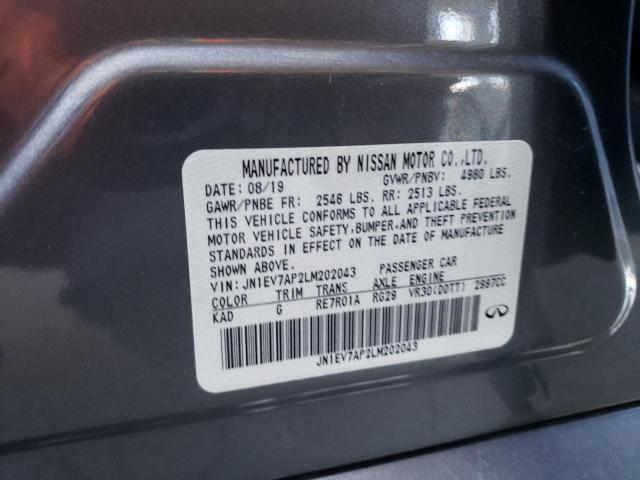 MANUFACTURED BY NISSAN MOTOR CO.,LTD.
DATE: 08/19 GVWR/PNBV: 4980 LBS.
GAWR/PNBE FR: 2546 LBS. RR: 2513 LBS.
THIS VEHICLE CONFORMS TO ALL APPLICABLE FEDERAL
MOTOR VEHICLE SAFETY, BUMPER, AND THEFT PREVENTION
STANDARDS IN EFFECT ON THE DATE OF MANUFACTURE
SHOWN ABOVE.
VIN: JN1EV7AP2LM202043 PASSENGER CAR
COLOR TRIM TRANS AXLE ENGINE
KAD G RE7R01A RG29 VR30(DDTT) 2997CC
JN1EV7AP2LM202043